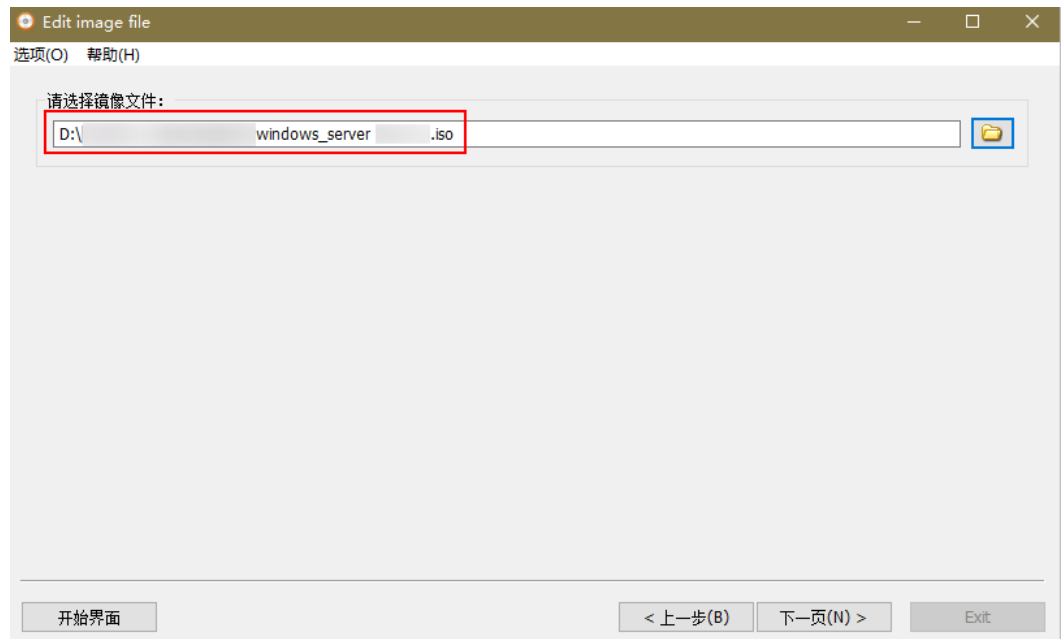 Edit image file
选项(O) 帮助(H)
请选择镜像文件：
D:\ windows_server .iso
开始界面 < 上一步(B) 下一页(N) > Exit